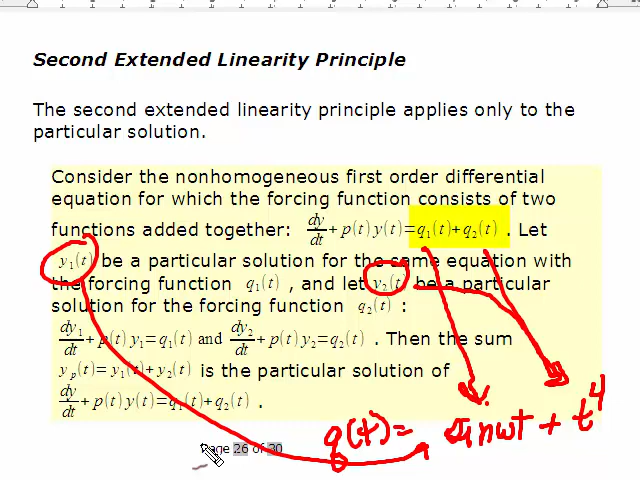 Second Extended Linearity Principle
The second extended linearity principle applies only to the
particular solution.
Consider the nonhomogeneous first order differential
equation for which the forcing function consists of two
functions added together: dy/dt + p(t) y(t) = q₁(t) + q₂(t) . Let
y₁(t) be a particular solution for the same equation with
the forcing function q₁(t) , and let y₂(t) be a particular
solution for the forcing function q₂(t) :
dy₁/dt + p(t) y₁ = q₁(t) and dy₂/dt + p(t) y₂ = q₂(t) . Then the sum
yₚ(t) = y₁(t) + y₂(t) is the particular solution of
dy/dt + p(t) y(t) = q₁(t) + q₂(t) .
q(t) = sin ωt + t⁴
Page 26 of 30